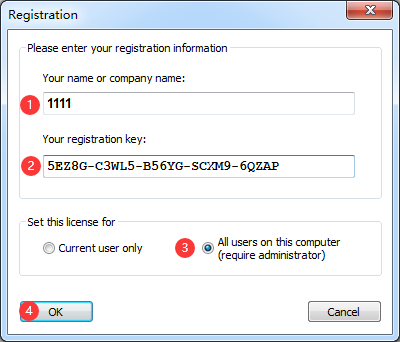 Registration
Please enter your registration information
Your name or company name:
1
1111
Your registration key:
2
5EZ8G-C3WL5-B56YG-SCXM9-6QZAP
Set this license for
Current user only
3
All users on this computer
(require administrator)
4
OK
Cancel